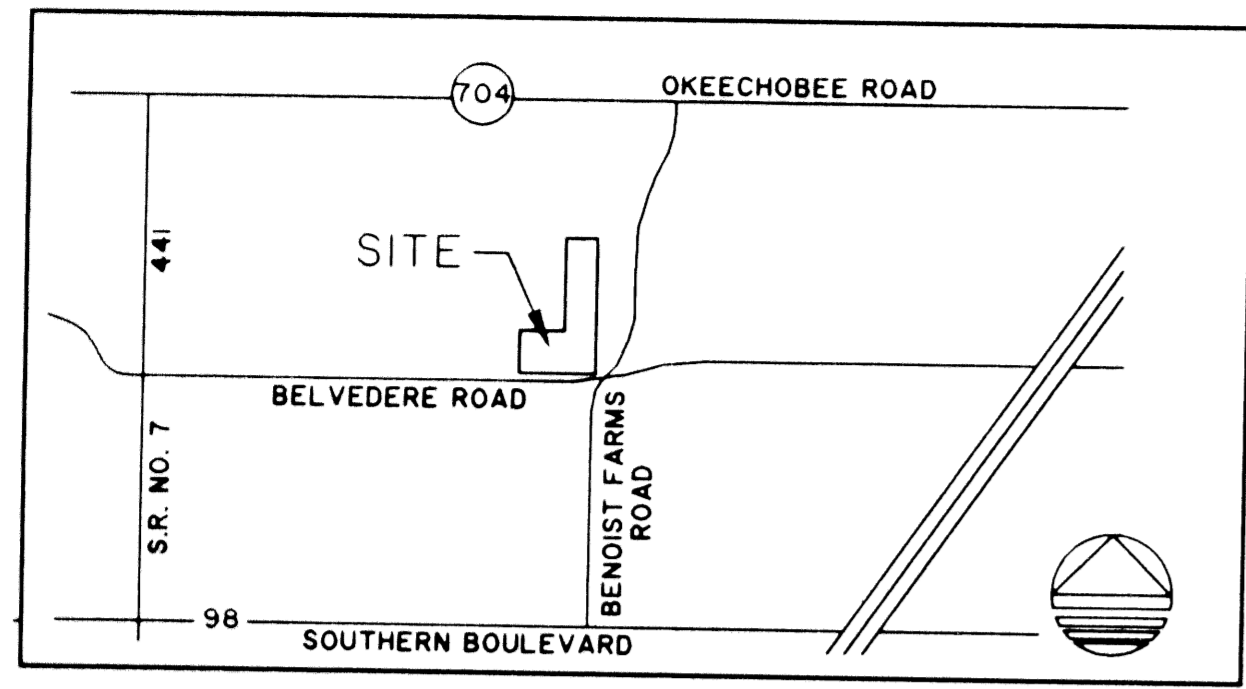 704
OKEECHOBEE ROAD
441
SITE
BELVEDERE ROAD
S.R. NO. 7
BENOIST FARMS
ROAD
98
SOUTHERN BOULEVARD